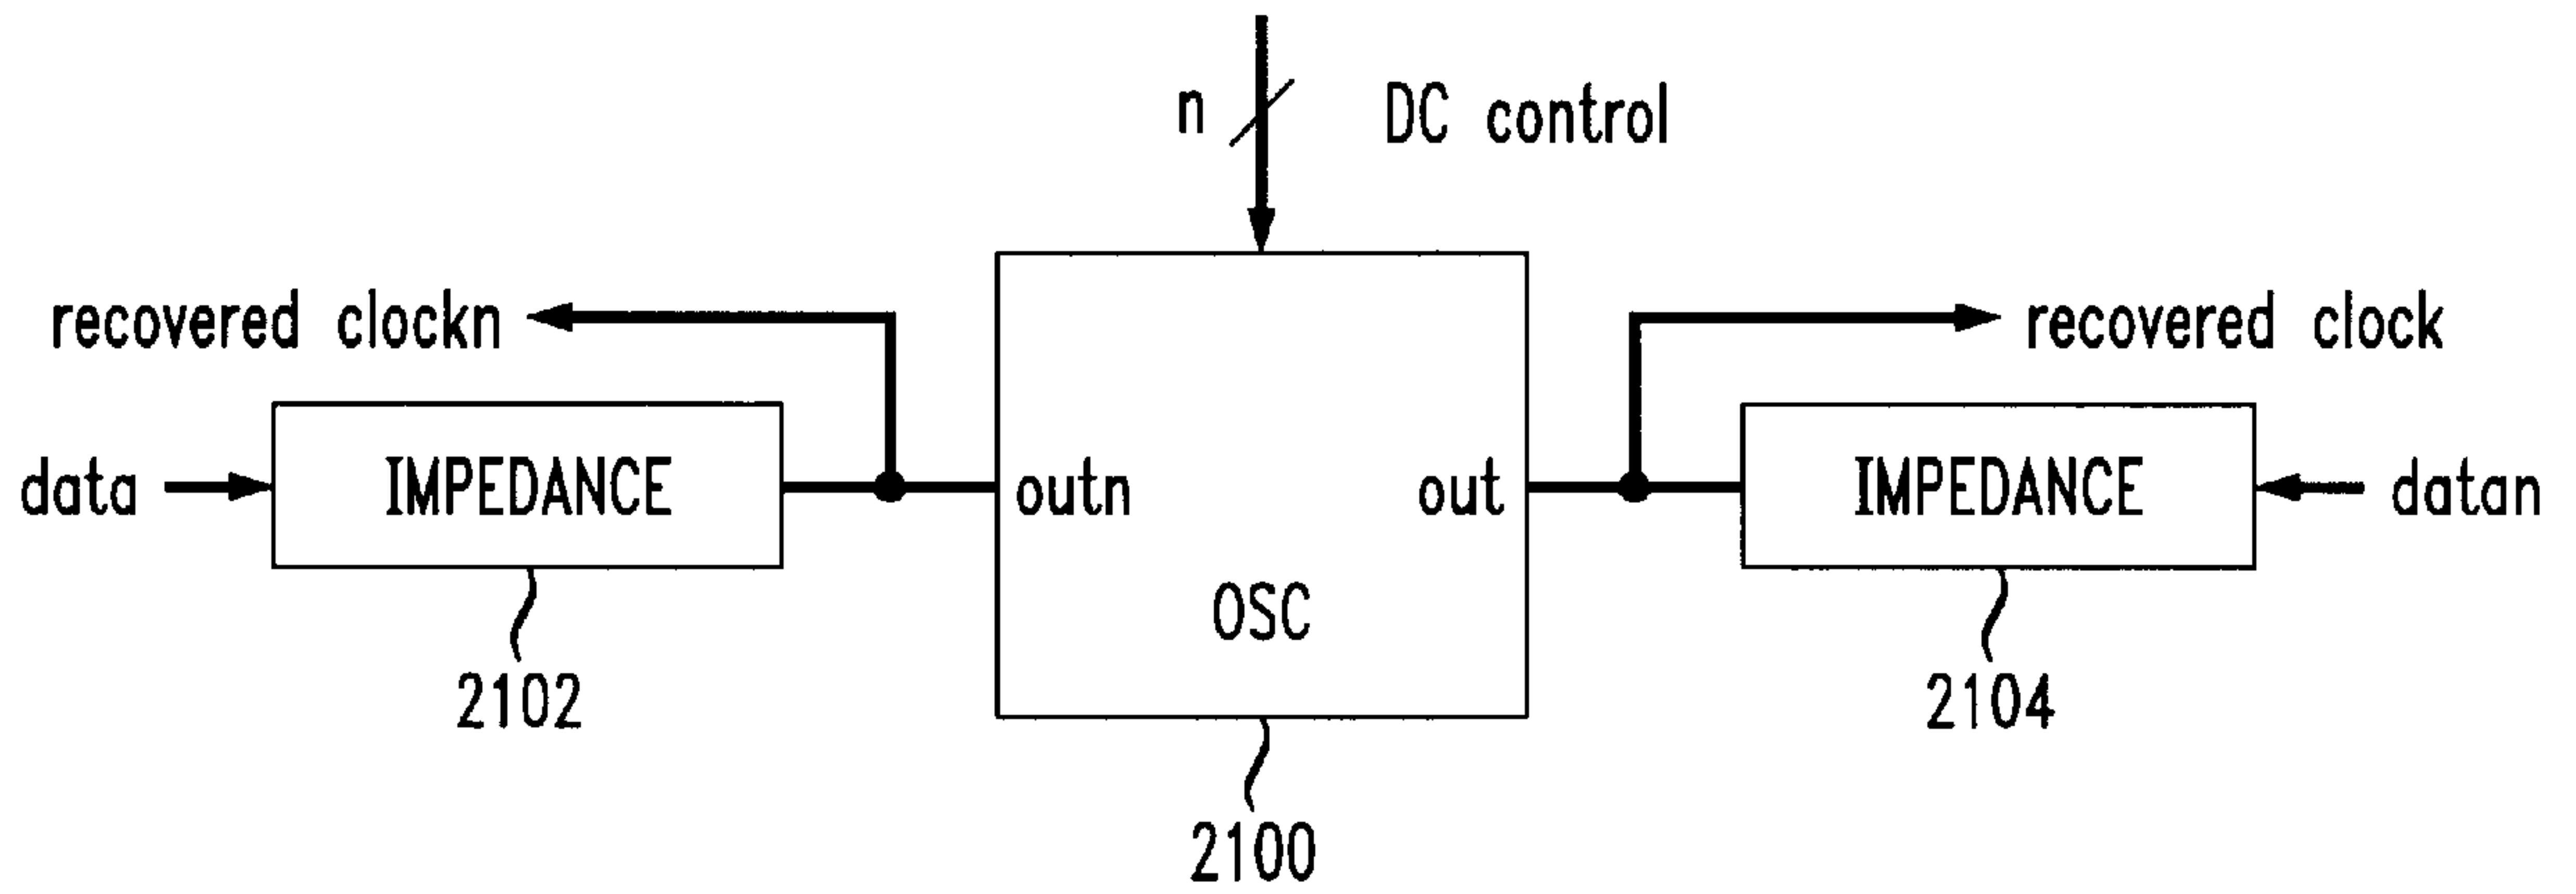 n
DC control
recovered clockn
recovered clock
data
IMPEDANCE
outn
out
IMPEDANCE
datan
OSC
2102
2104
2100